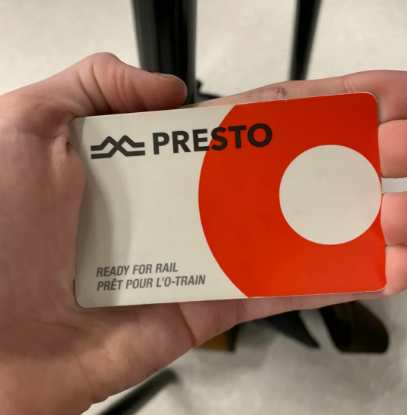 PRESTO
READY FOR RAIL
PRÊT POUR L'O-TRAIN